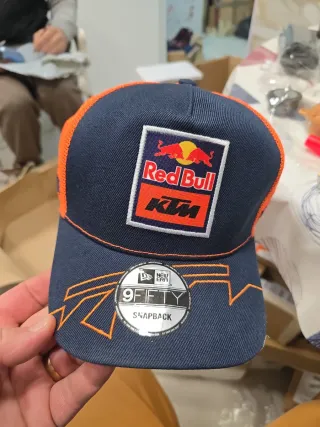 Red Bull
KTM
NEW ERA
9FIFTY
SNAPBACK